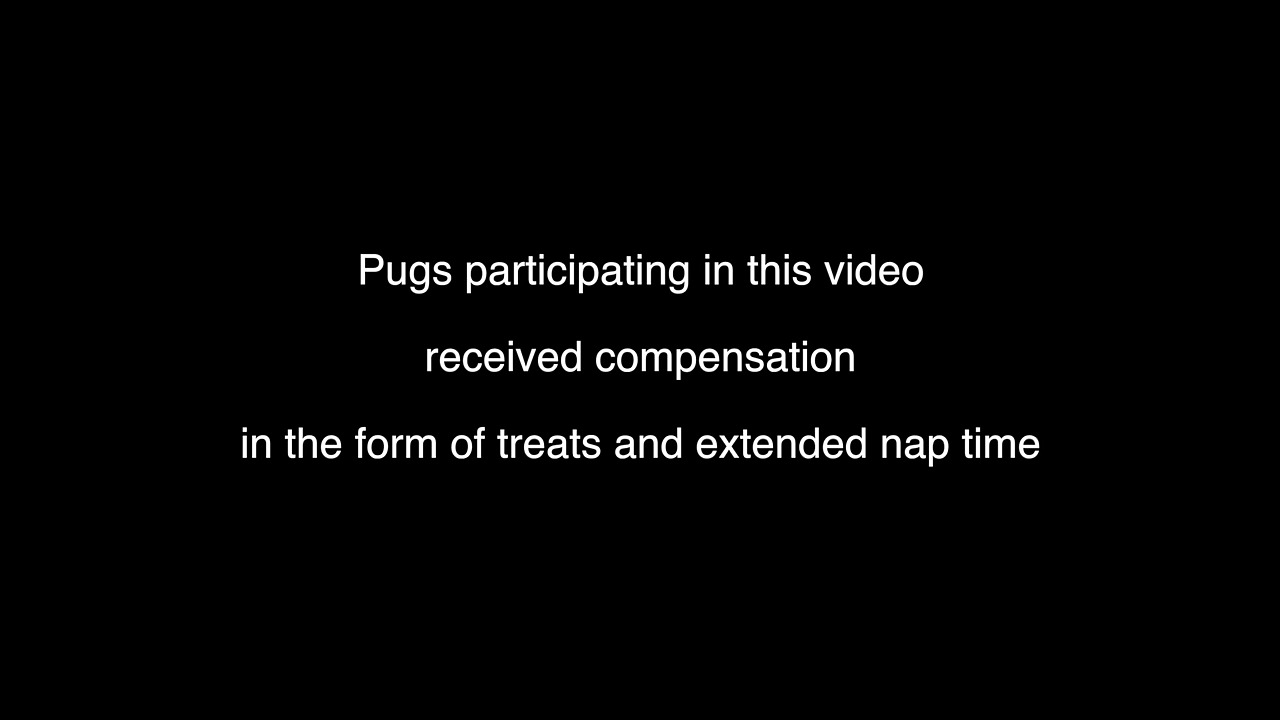 Pugs participating in this video
received compensation
in the form of treats and extended nap time